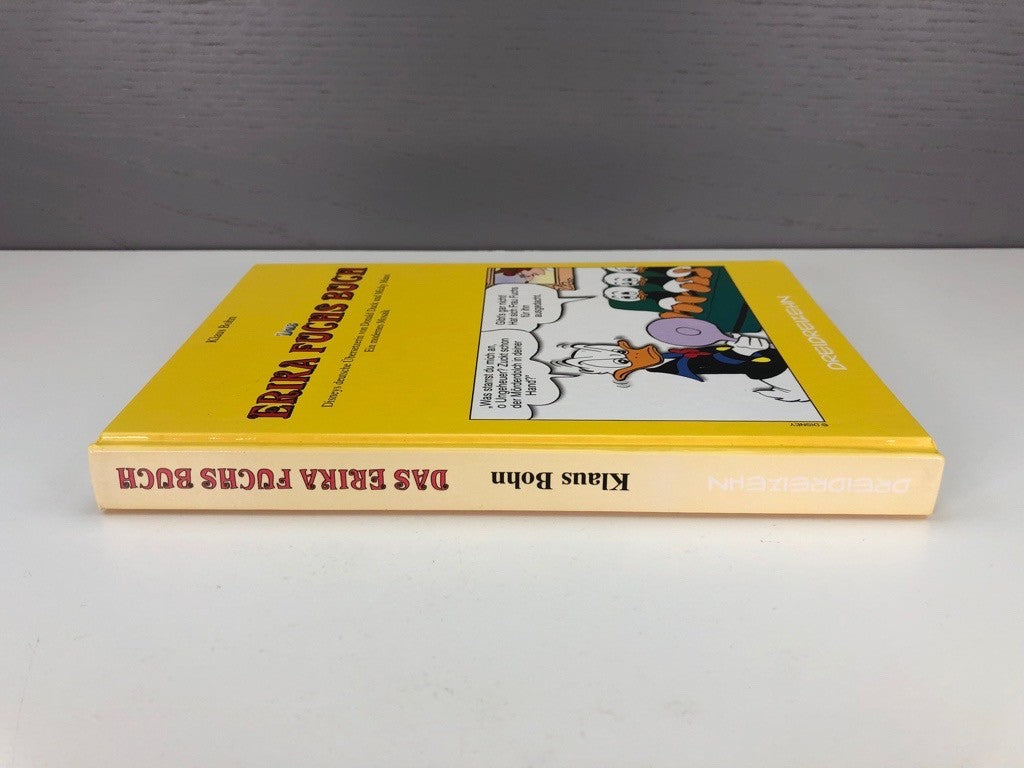 Klaus Bohn
Das
ERIKA FUCHS BUCH
Disneys deutsche Übersetzerin von Donald Duck und Micky Maus:
Ein modernes Mosaik
„Was starrst du mich an,
o Ungeheuer! Zuckt schon
der Mörderdolch in deiner
Hand?"
Gibt's gar nicht!
Hat sich Frau Fuchs
für ihn
ausgedacht.
© DISNEY
DREIDREIZEHN
DAS ERIKA FUCHS BUCH
Klaus Bohn
DREIDREIZEHN